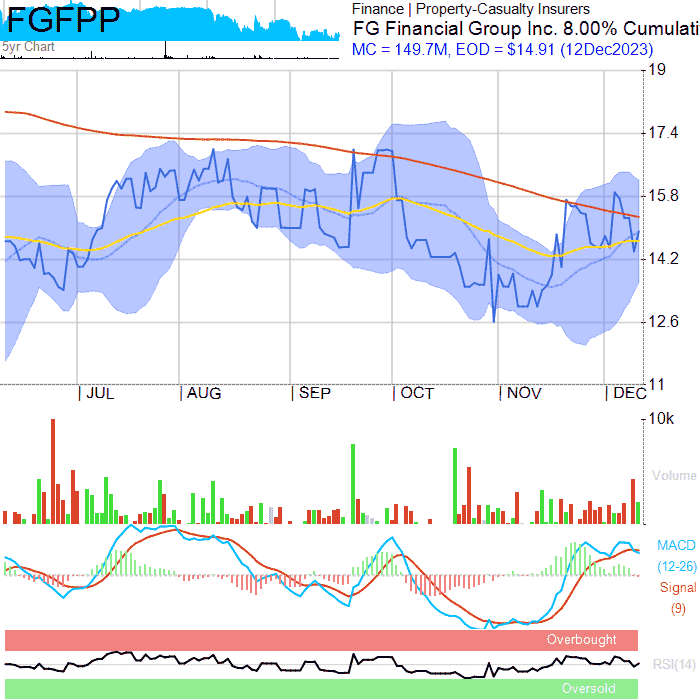 FGFPP
5yr Chart
Finance | Property-Casualty Insurers
FG Financial Group Inc. 8.00% Cumulati
MC = 149.7M, EOD = $14.91 (12Dec2023)
19
17.4
15.8
14.2
12.6
11
JUL AUG SEP OCT NOV DEC
10k
Volume
MACD
(12-26)
Signal
(9)
Overbought
RSI(14)
Oversold